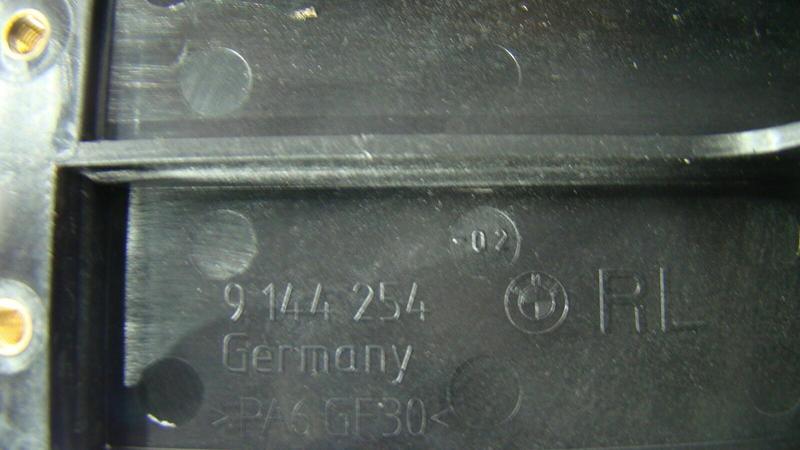 -02
9 144 254 RL
Germany
>PA6 GF30<